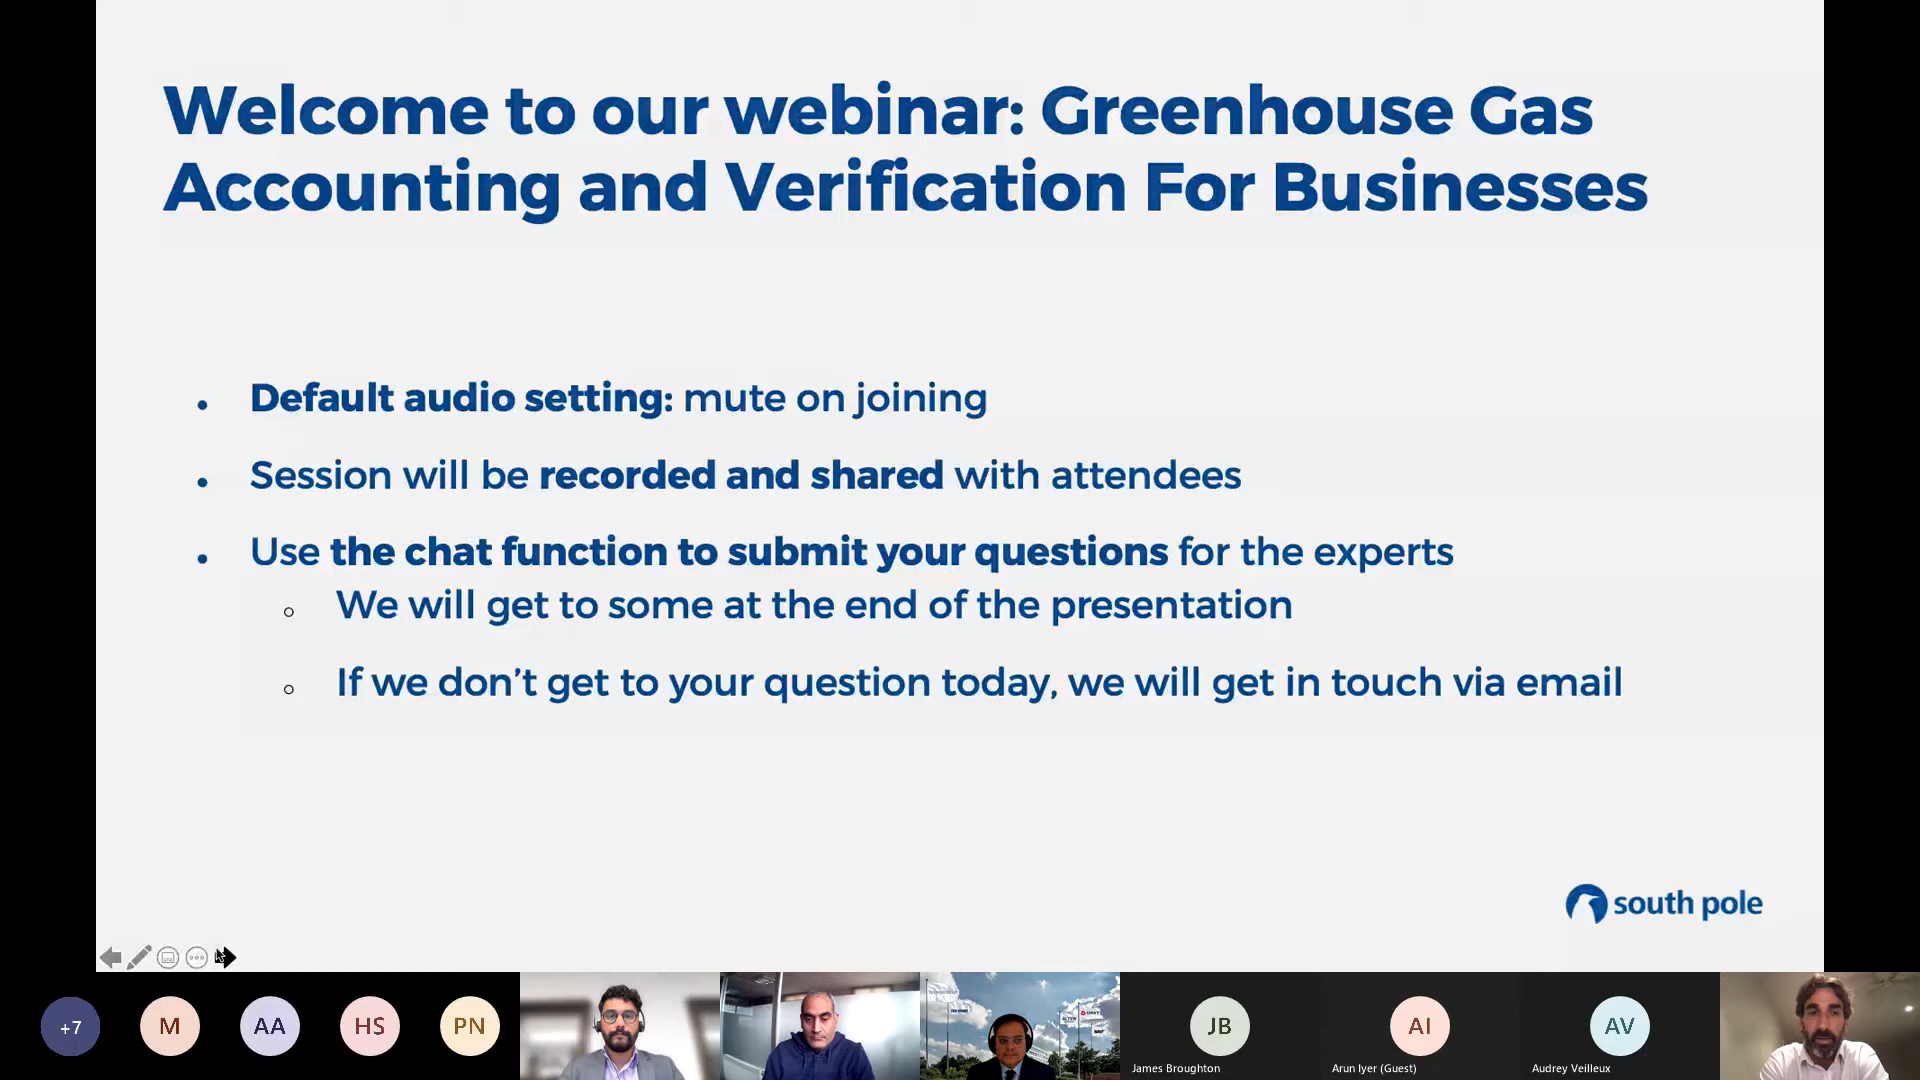 Welcome to our webinar: Greenhouse Gas
Accounting and Verification For Businesses
Default audio setting: mute on joining
Session will be recorded and shared with attendees
Use the chat function to submit your questions for the experts
We will get to some at the end of the presentation
If we don't get to your question today, we will get in touch via email
south pole
+7
M
AA
HS
PN
JB
James Broughton
AI
Arun Iyer (Guest)
AV
Audrey Veilleux